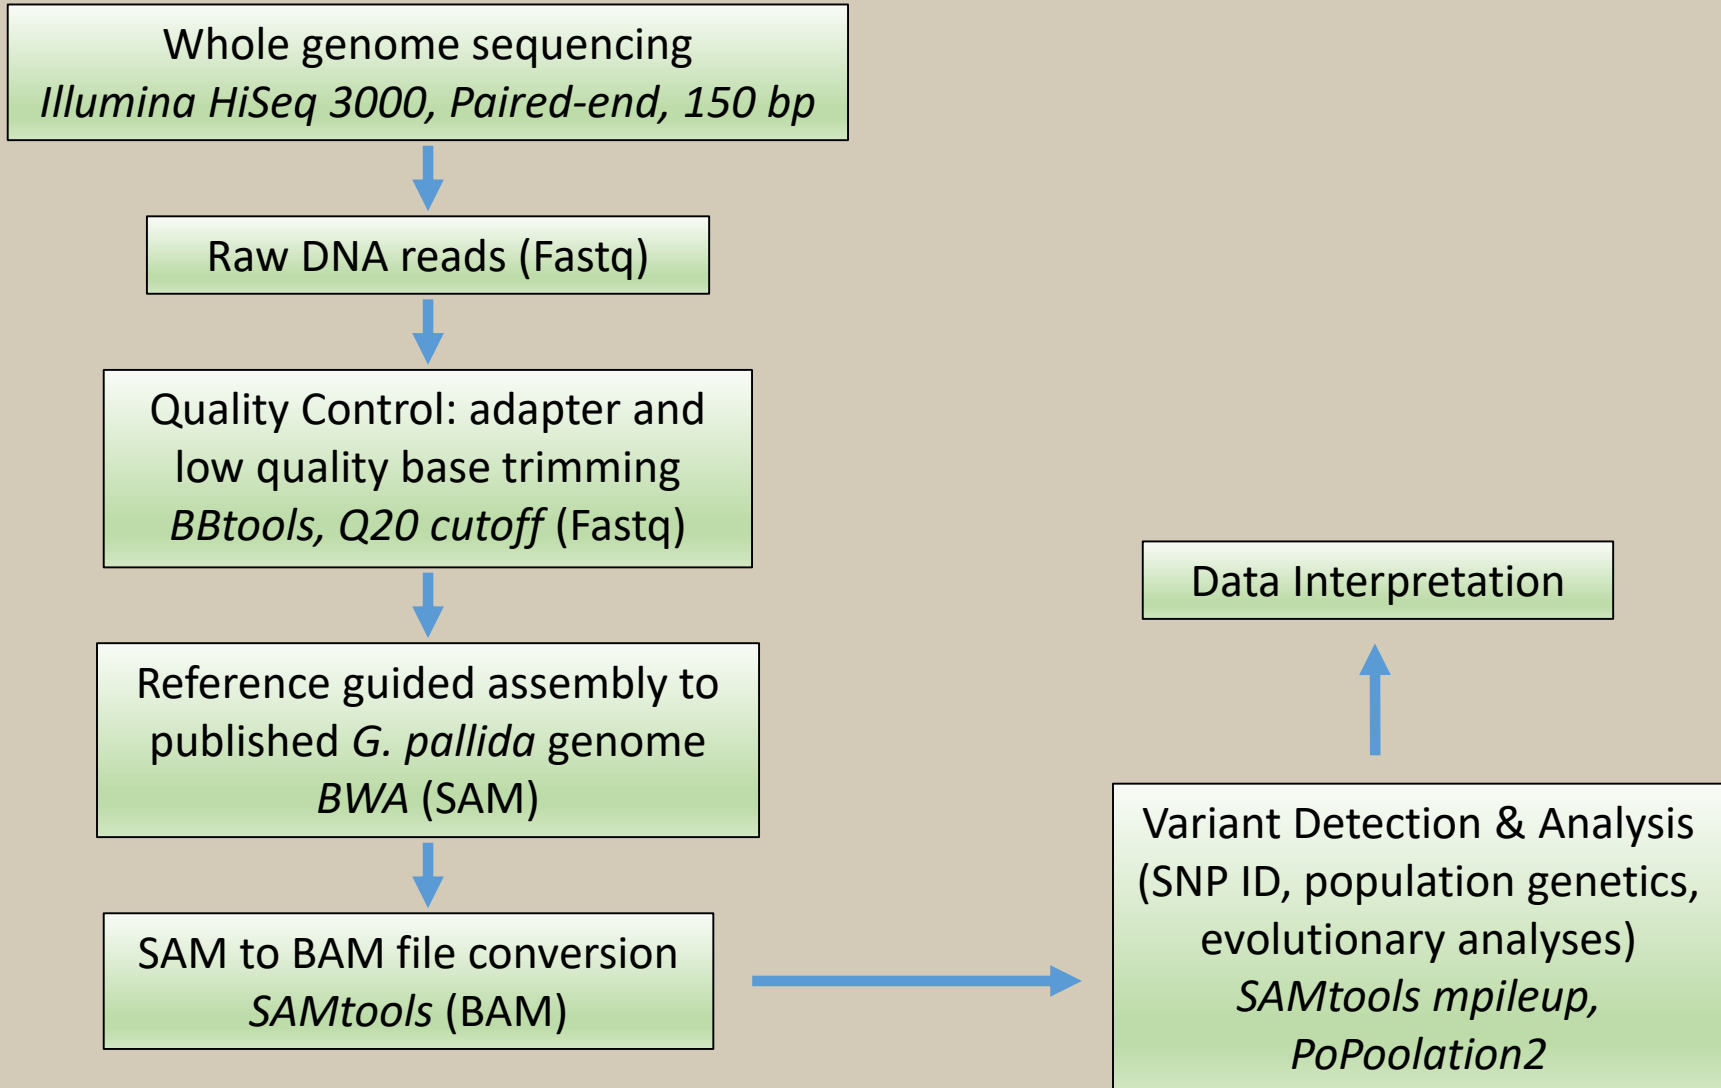 Whole genome sequencing
Illumina HiSeq 3000, Paired-end, 150 bp
Raw DNA reads (Fastq)
Quality Control: adapter and
low quality base trimming
BBtools, Q20 cutoff (Fastq)
Reference guided assembly to
published G. pallida genome
BWA (SAM)
SAM to BAM file conversion
SAMtools (BAM)
Variant Detection & Analysis
(SNP ID, population genetics,
evolutionary analyses)
SAMtools mpileup,
PoPoolation2
Data Interpretation